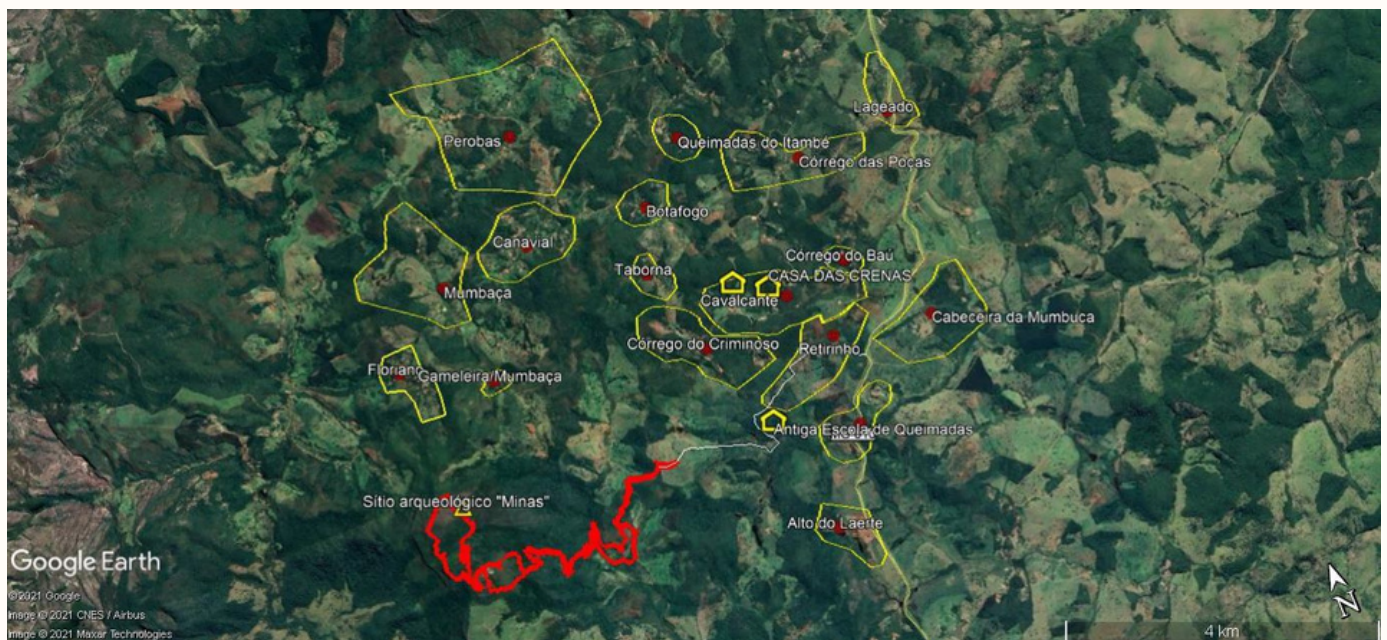 Lageado
Perobas
Queimadas do Itambé
Córrego das Poças
Botafogo
Canavial
Córrego do Baú
Taborna
CASA DAS CRENAS
Cavalcante
Mumbaça
Cabeceira da Mumbuca
Córrego do Criminoso
Retirinho
Floriano
Gameleira/Mumbaça
Antiga Escola de Queimadas
Sítio arqueológico "Minas"
Alto do Laerte
Google Earth
©2021 Google
Image © 2021 CNES / Airbus
Image © 2021 Maxar Technologies
4 km
N